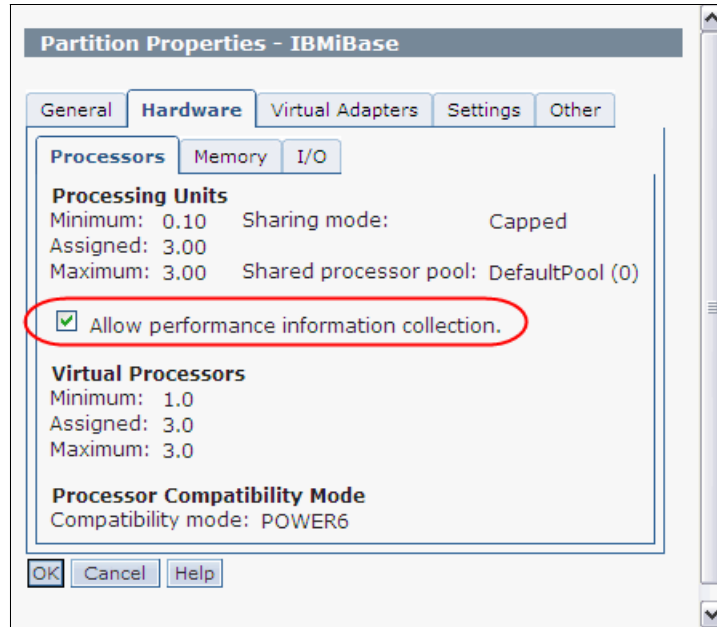 Partition Properties - IBMiBase
General Hardware Virtual Adapters Settings Other
Processors Memory I/O
Processing Units
Minimum: 0.10 Sharing mode: Capped
Assigned: 3.00
Maximum: 3.00 Shared processor pool: DefaultPool (0)
Allow performance information collection.
Virtual Processors
Minimum: 1.0
Assigned: 3.0
Maximum: 3.0
Processor Compatibility Mode
Compatibility mode: POWER6
OK Cancel Help